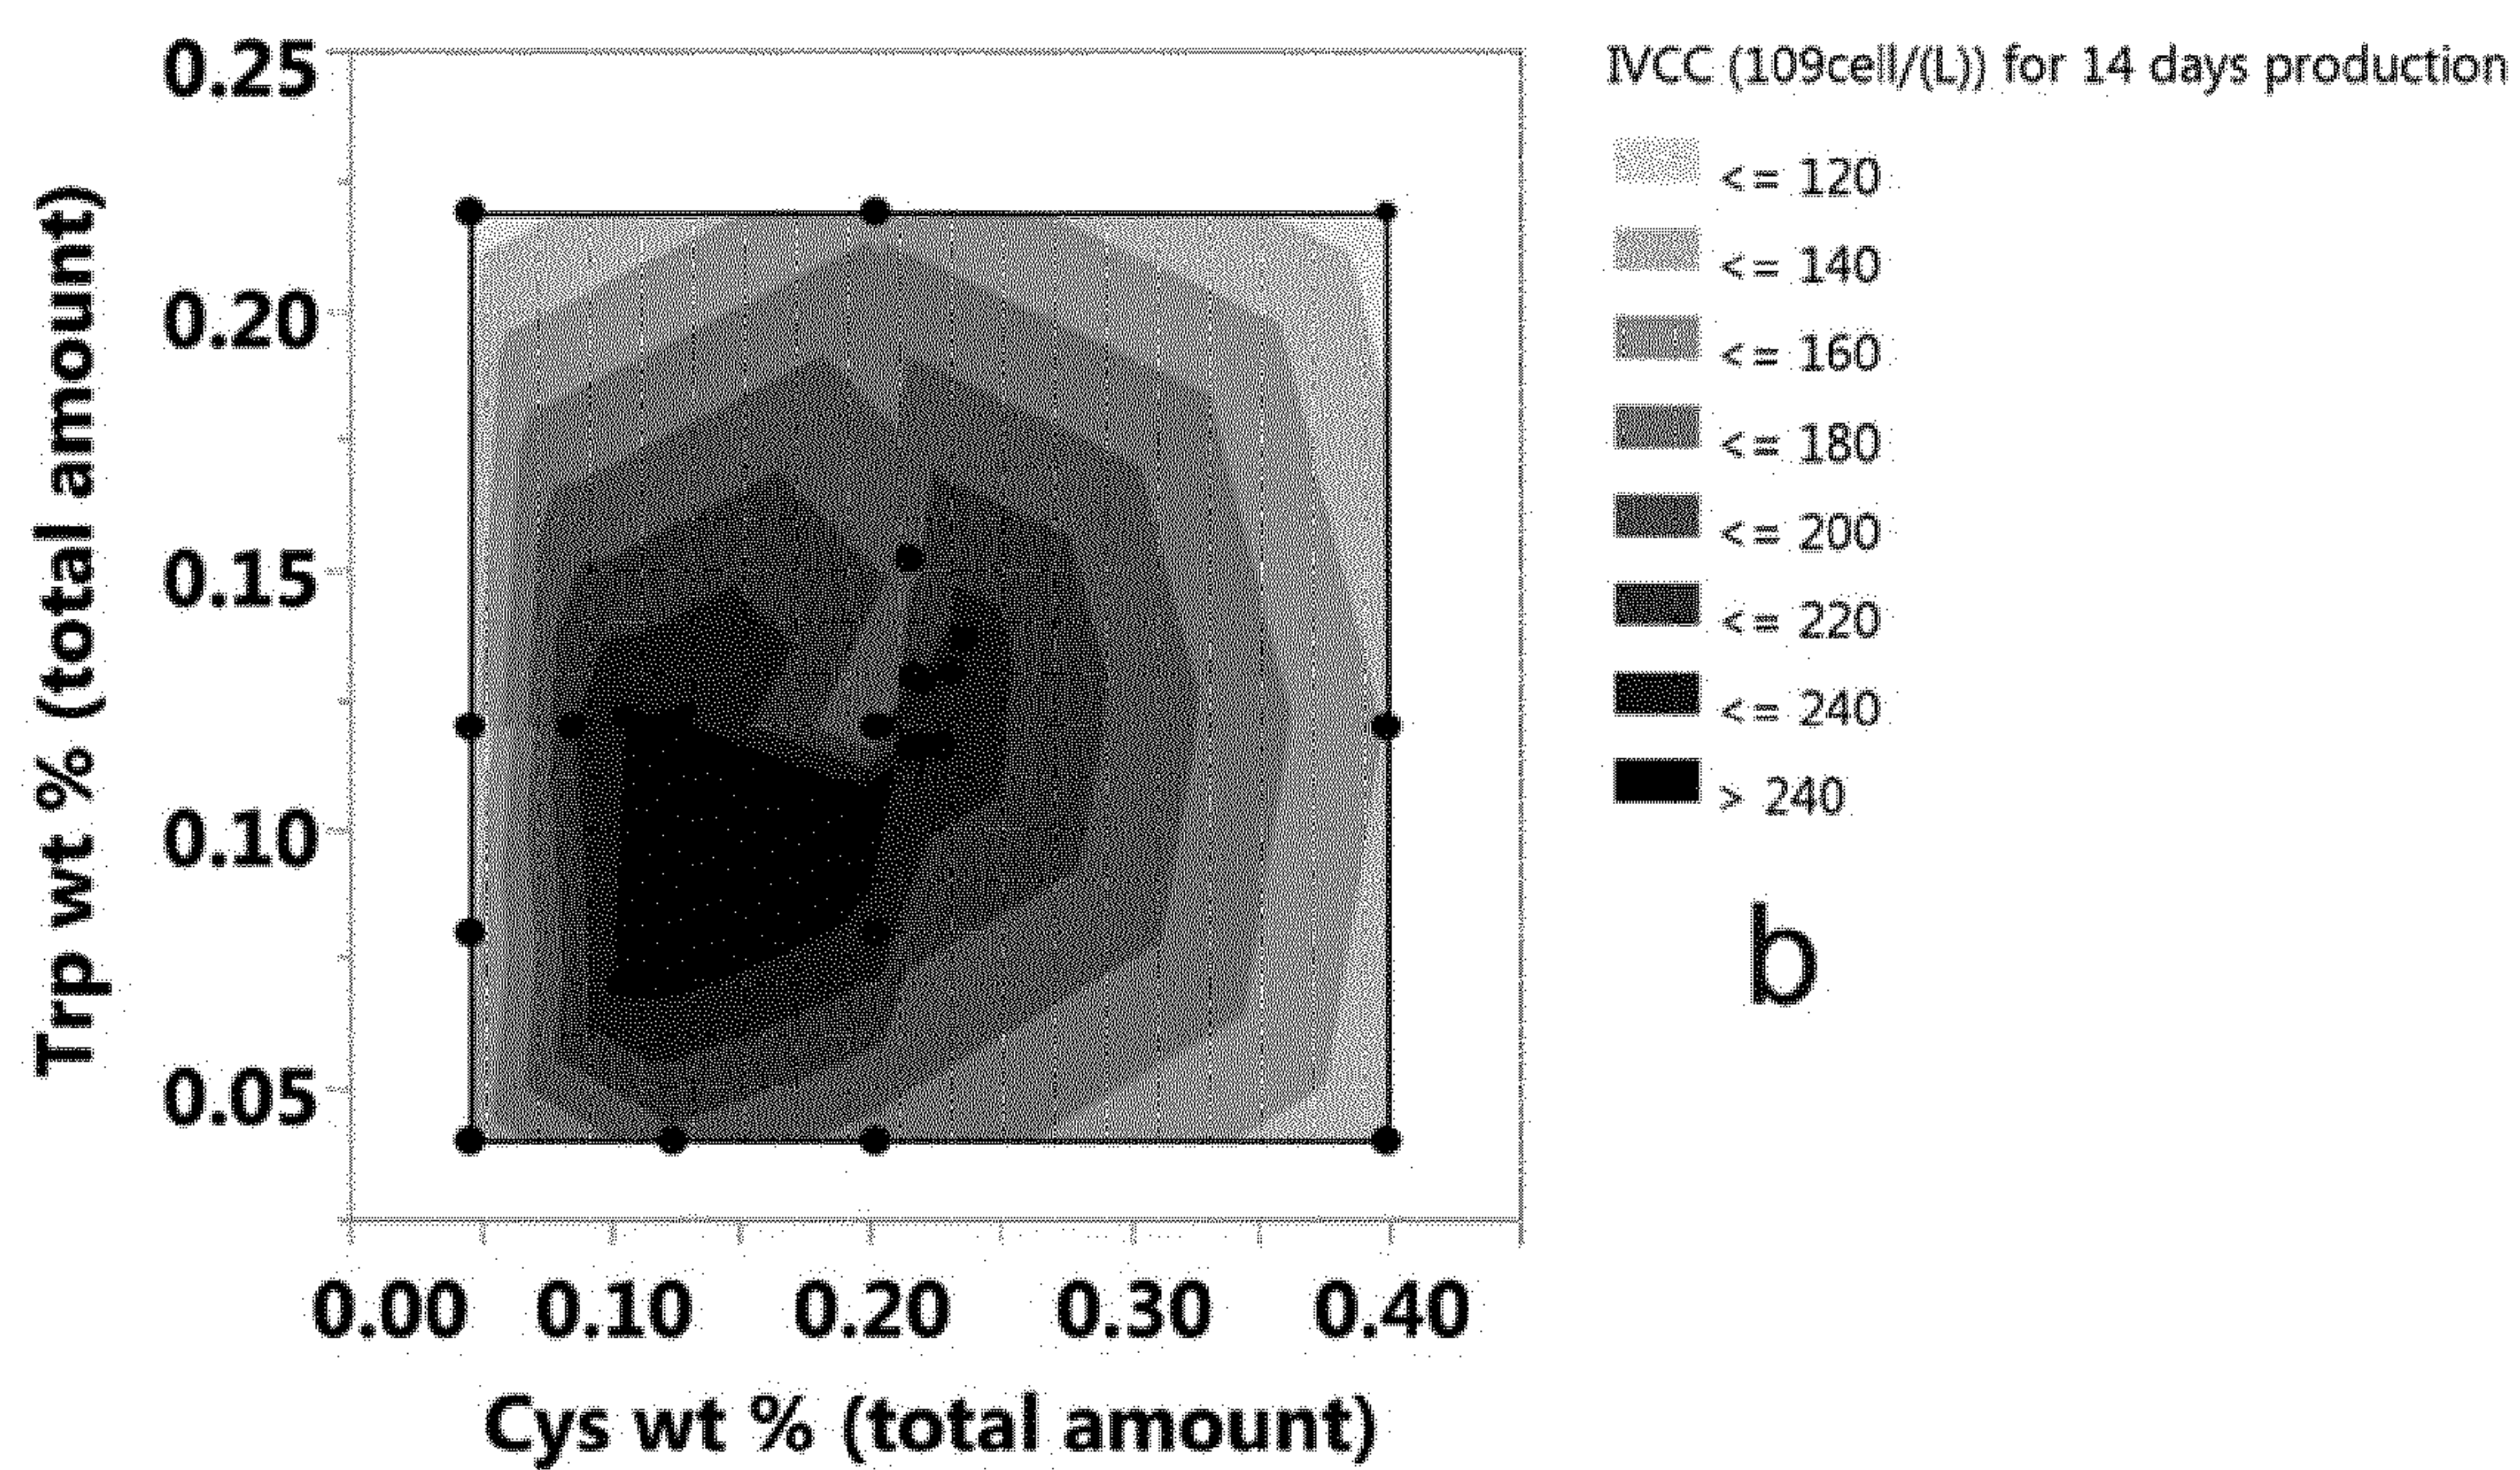 IVCC (109cell/(L)) for 14 days production
<= 120
<= 140
<= 160
<= 180
<= 200
<= 220
<= 240
> 240
b
Trp wt % (total amount)
0.25
0.20
0.15
0.10
0.05
0.00 0.10 0.20 0.30 0.40
Cys wt % (total amount)